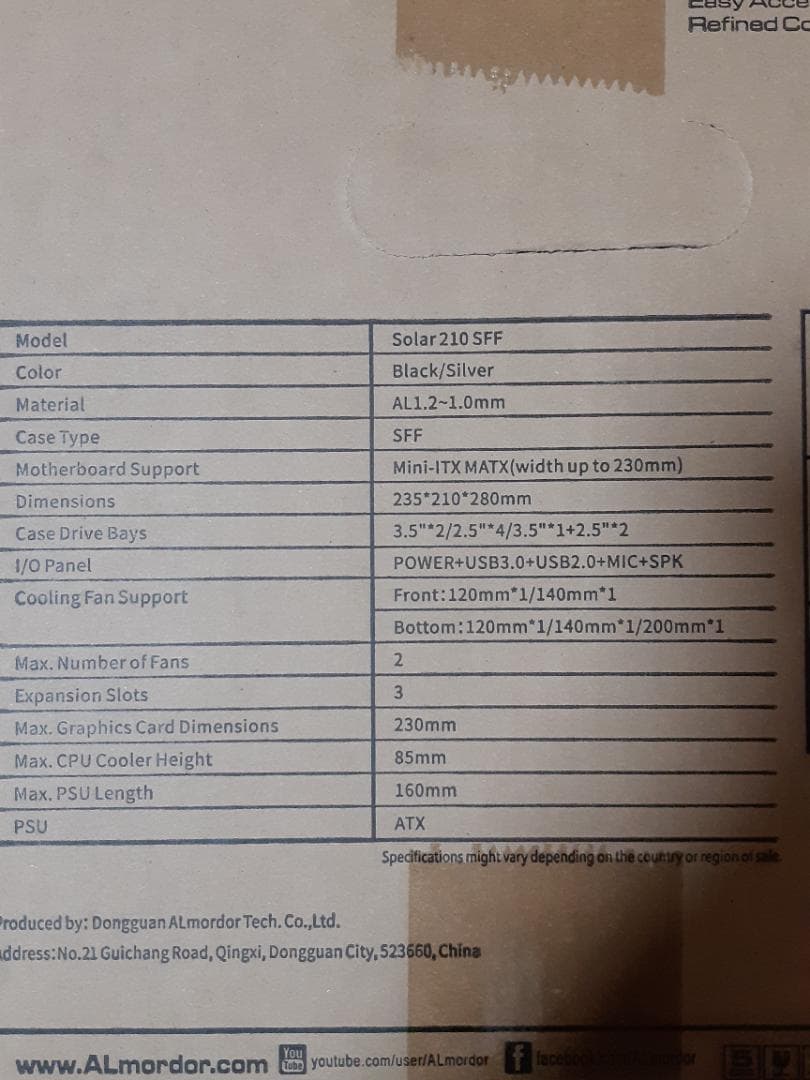 Easy Acce
Refined Co
Model Solar 210 SFF
Color Black/Silver
Material AL1.2~1.0mm
Case Type SFF
Motherboard Support Mini-ITX MATX(width up to 230mm)
Dimensions 235*210*280mm
Case Drive Bays 3.5"*2/2.5"*4/3.5"*1+2.5"*2
I/O Panel POWER+USB3.0+USB2.0+MIC+SPK
Cooling Fan Support Front:120mm*1/140mm*1
Bottom:120mm*1/140mm*1/200mm*1
Max. Number of Fans 2
Expansion Slots 3
Max. Graphics Card Dimensions 230mm
Max. CPU Cooler Height 85mm
Max. PSU Length 160mm
PSU ATX
Specifications might vary depending on the country or region of sale.
Produced by: Dongguan ALmordor Tech. Co.,Ltd.
ddress:No.21 Guichang Road, Qingxi, Dongguan City, 523660, China
www.ALmordor.com You Tube youtube.com/user/ALmordor f facebook.com/ALmordor